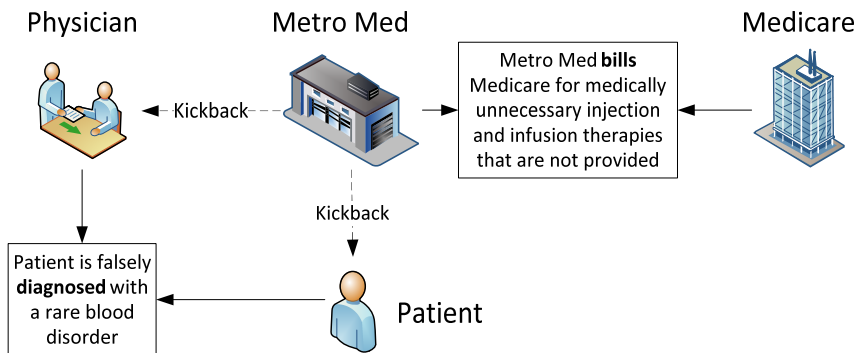 Physician
Metro Med
Medicare
Kickback
Metro Med bills
Medicare for medically
unnecessary injection
and infusion therapies
that are not provided
Kickback
Patient is falsely
diagnosed with
a rare blood
disorder
Patient